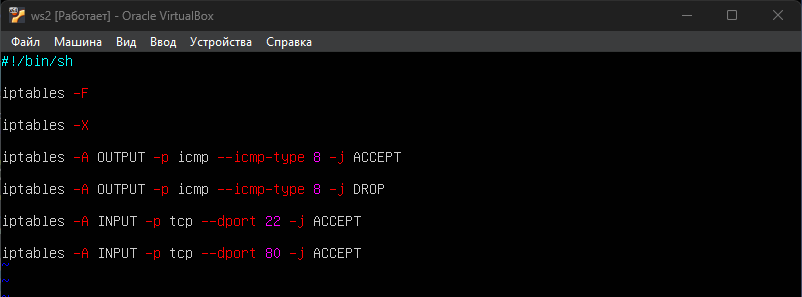 ws2 [Работает] - Oracle VirtualBox
Файл Машина Вид Ввод Устройства Справка
#!/bin/sh
iptables -F
iptables -X
iptables -A OUTPUT -p icmp --icmp-type 8 -j ACCEPT
iptables -A OUTPUT -p icmp --icmp-type 8 -j DROP
iptables -A INPUT -p tcp --dport 22 -j ACCEPT
iptables -A INPUT -p tcp --dport 80 -j ACCEPT
~
~
~